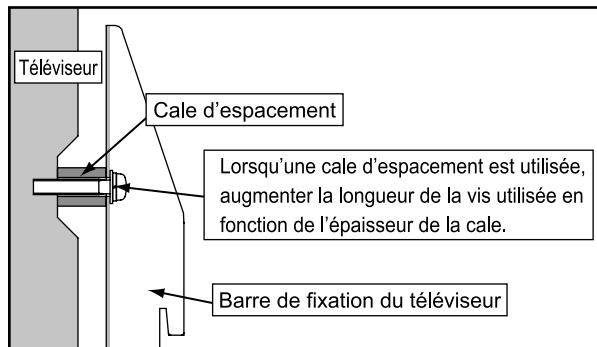 Téléviseur
Cale d'espacement
Lorsqu'une cale d'espacement est utilisée,
augmenter la longueur de la vis utilisée en
fonction de l'épaisseur de la cale.
Barre de fixation du téléviseur